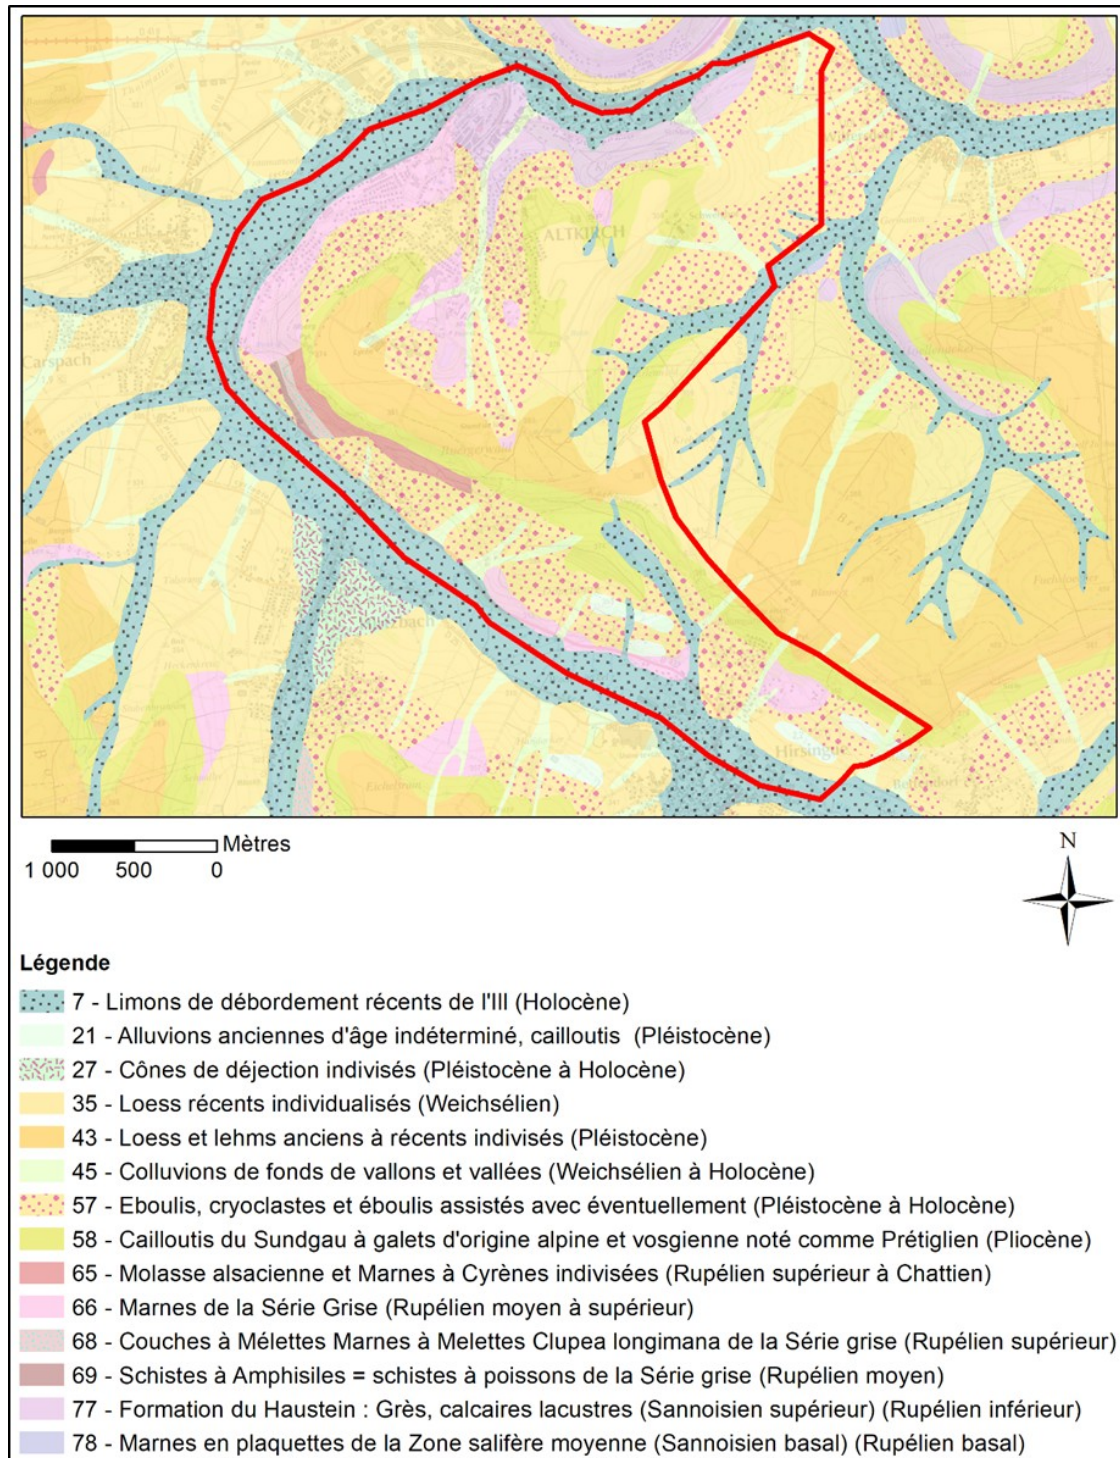 ALTKIRCH
Carspach
Hirsingue
Mètres
1 000 500 0
N
Légende
7 - Limons de débordement récents de l'Ill (Holocène)
21 - Alluvions anciennes d'âge indéterminé, cailloutis (Pléistocène)
27 - Cônes de déjection indivisés (Pléistocène à Holocène)
35 - Loess récents individualisés (Weichsélien)
43 - Loess et lehms anciens à récents indivisés (Pléistocène)
45 - Colluvions de fonds de vallons et vallées (Weichsélien à Holocène)
57 - Eboulis, cryoclastes et éboulis assistés avec éventuellement (Pléistocène à Holocène)
58 - Cailloutis du Sundgau à galets d'origine alpine et vosgienne noté comme Prétiglien (Pliocène)
65 - Molasse alsacienne et Marnes à Cyrènes indivisées (Rupélien supérieur à Chattien)
66 - Marnes de la Série Grise (Rupélien moyen à supérieur)
68 - Couches à Mélettes Marnes à Melettes Clupea longimana de la Série grise (Rupélien supérieur)
69 - Schistes à Amphisiles = schistes à poissons de la Série grise (Rupélien moyen)
77 - Formation du Haustein : Grès, calcaires lacustres (Sannoisien supérieur) (Rupélien inférieur)
78 - Marnes en plaquettes de la Zone salifère moyenne (Sannoisien basal) (Rupélien basal)